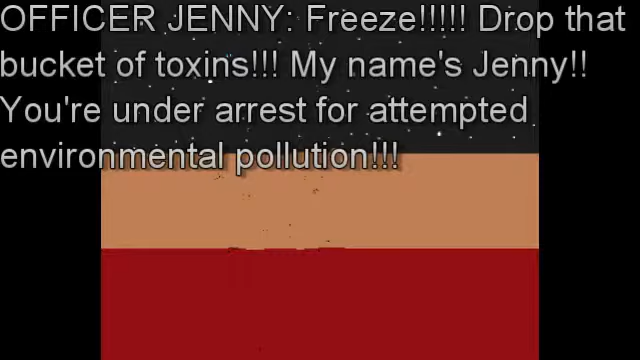 OFFICER JENNY: Freeze!!!!! Drop that
bucket of toxins!!! My name's Jenny!!
You're under arrest for attempted
environmental pollution!!!